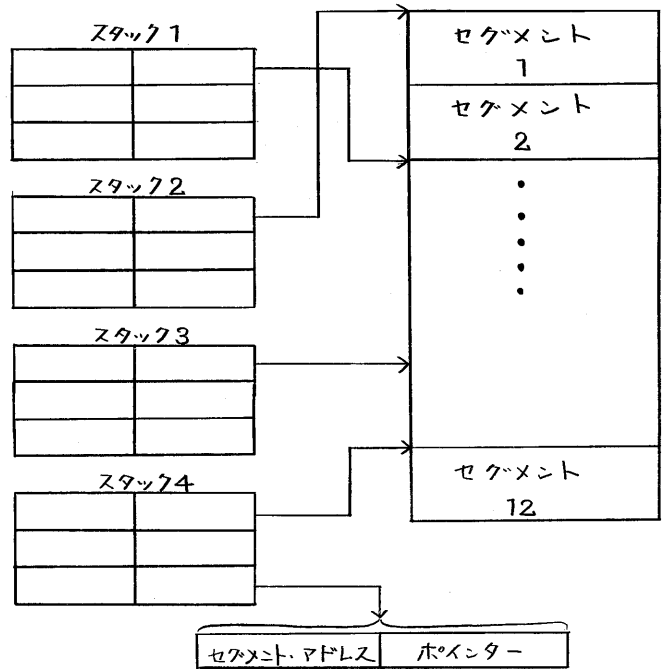 スタック1
スタック2
スタック3
スタック4
セグメント
1
セグメント
2
セグメント
12
セグメント・アドレス
ポインター